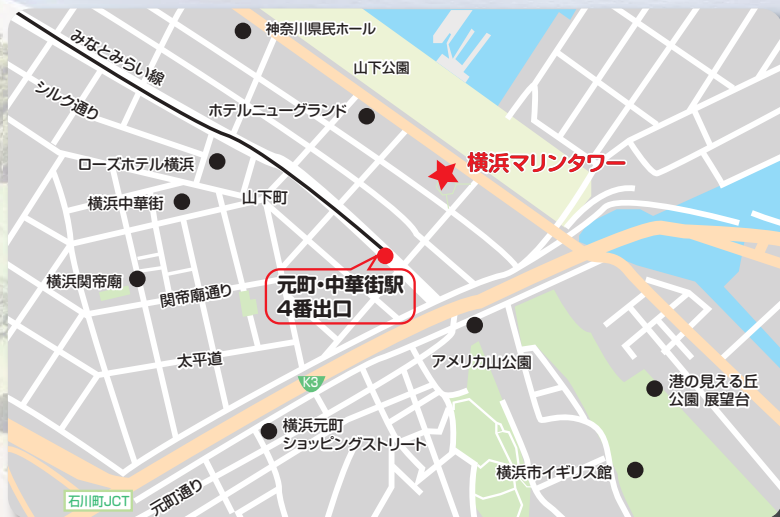 神奈川県民ホール
みなとみらい線
山下公園
シルク通り
ホテルニューグランド
横浜マリンタワー
ローズホテル横浜
横浜中華街
山下町
横浜関帝廟
関帝廟通り
元町・中華街駅
4番出口
太平道
アメリカ山公園
K3
港の見える丘
公園 展望台
横浜元町
ショッピングストリート
横浜市イギリス館
石川町JCT
元町通り